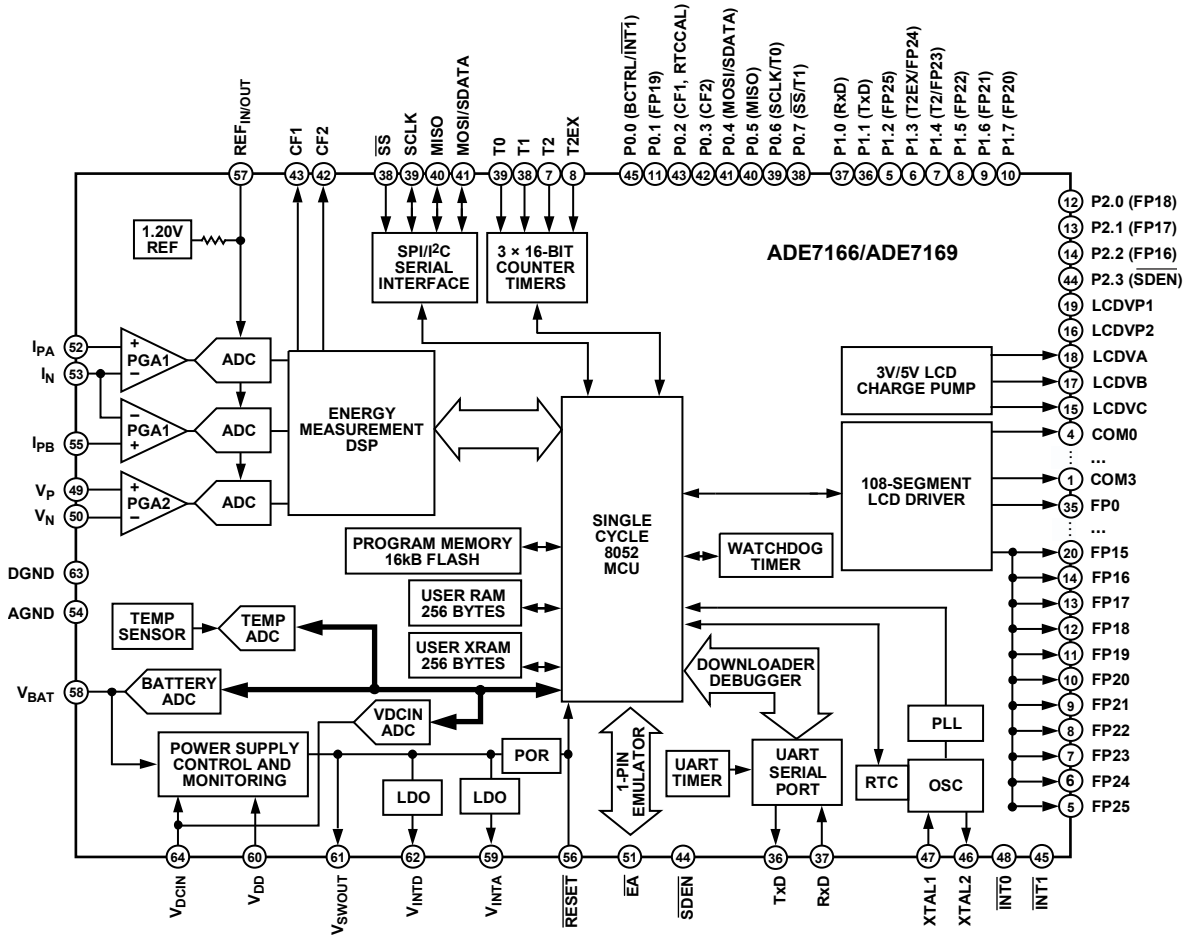 REFIN/OUT
CF1
CF2
SS
SCLK
MISO
MOSI/SDATA
T0
T1
T2
T2EX
P0.0 (BCTRL/INT1)
P0.1 (FP19)
P0.2 (CF1, RTCCAL)
P0.3 (CF2)
P0.4 (MOSI/SDATA)
P0.5 (MISO)
P0.6 (SCLK/T0)
P0.7 (SS/T1)
P1.0 (RxD)
P1.1 (TxD)
P1.2 (FP25)
P1.3 (T2EX/FP24)
P1.4 (T2/FP23)
P1.5 (FP22)
P1.6 (FP21)
P1.7 (FP20)
57
43
42
38
39
40
41
39
38
7
8
45
11
43
42
41
40
39
38
37
36
5
6
7
8
9
10
12 P2.0 (FP18)
13 P2.1 (FP17)
14 P2.2 (FP16)
44 P2.3 (SDEN)
19 LCDVP1
16 LCDVP2
18 LCDVA
17 LCDVB
15 LCDVC
4 COM0
...
1 COM3
35 FP0
...
20 FP15
14 FP16
13 FP17
12 FP18
11 FP19
10 FP20
9 FP21
8 FP22
7 FP23
6 FP24
5 FP25
ADE7166/ADE7169
1.20V
REF
SPI/I2C
SERIAL
INTERFACE
3 × 16-BIT
COUNTER
TIMERS
IPA 52
IN 53
IPB 55
VP 49
VN 50
DGND 63
AGND 54
VBAT 58
+
PGA1
−
ADC
−
PGA1
+
ADC
+
PGA2
−
ADC
ENERGY
MEASUREMENT
DSP
3V/5V LCD
CHARGE PUMP
108-SEGMENT
LCD DRIVER
SINGLE
CYCLE
8052
MCU
PROGRAM MEMORY
16kB FLASH
USER RAM
256 BYTES
USER XRAM
256 BYTES
WATCHDOG
TIMER
TEMP
SENSOR
TEMP
ADC
BATTERY
ADC
VDCIN
ADC
DOWNLOADER
DEBUGGER
POWER SUPPLY
CONTROL AND
MONITORING
POR
LDO
LDO
1-PIN
EMULATOR
UART
TIMER
UART
SERIAL
PORT
PLL
RTC
OSC
64
60
61
62
59
56
51
44
36
37
47
46
48
45
VDCIN
VDD
VSWOUT
VINTD
VINTA
RESET
EA
SDEN
TxD
RxD
XTAL1
XTAL2
INT0
INT1